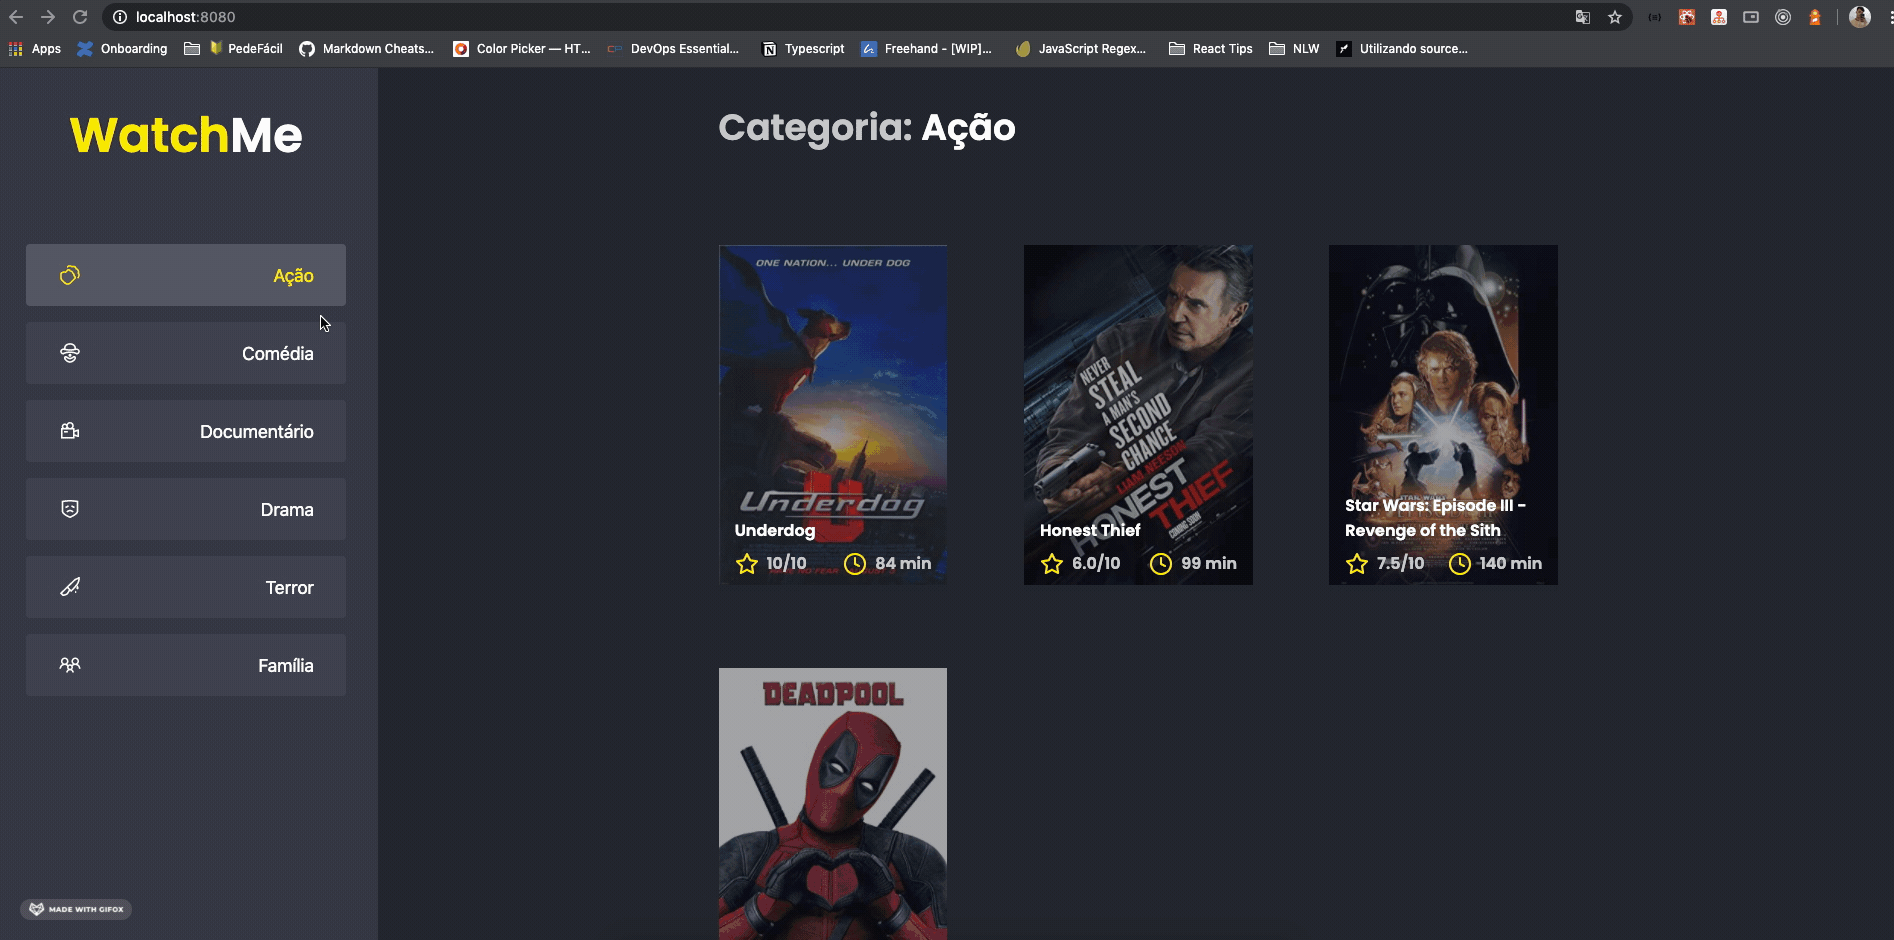 localhost:8080
Apps
Onboarding
PedeFácil
Markdown Cheats...
Color Picker — HT...
DevOps Essential...
Typescript
Freehand - [WIP]...
JavaScript Regex...
React Tips
NLW
Utilizando source...
WatchMe
Ação
Comédia
Documentário
Drama
Terror
Família
MADE WITH GIFOX
Categoria: Ação
ONE NATION... UNDER DOG
Underdog
Underdog
10/10
84 min
NEVER
STEAL
A MAN'S
SECOND
CHANCE
LIAM NEESON
HONEST
THIEF
COMING SOON
Honest Thief
6.0/10
99 min
STAR WARS
Star Wars: Episode III -
Revenge of the Sith
7.5/10
140 min
DEADPOOL